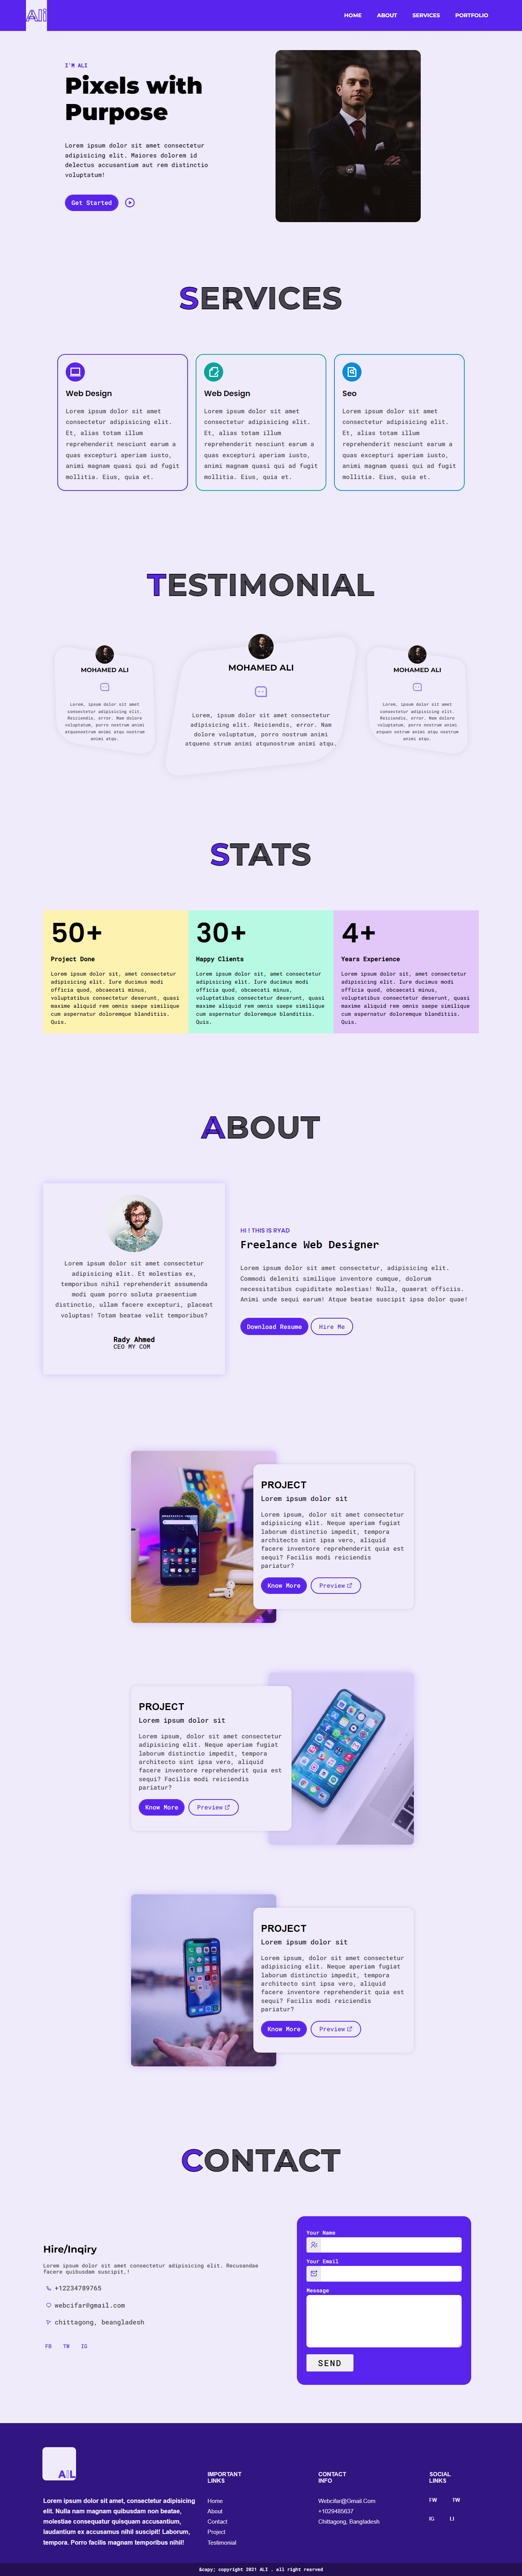 Ali
HOME ABOUT SERVICES PORTFOLIO
I'M ALI
Pixels with
Purpose
Lorem ipsum dolor sit amet consectetur
adipisicing elit. Maiores dolorem id
delectus accusantium aut rem distinctio
voluptatum!
Get Started
SERVICES
Web Design
Lorem ipsum dolor sit amet
consectetur adipisicing elit.
Et, alias totam illum
reprehenderit nesciunt earum a
quas excepturi aperiam iusto,
animi magnam quasi qui ad fugit
mollitia. Eius, quia et.
Web Design
Lorem ipsum dolor sit amet
consectetur adipisicing elit.
Et, alias totam illum
reprehenderit nesciunt earum a
quas excepturi aperiam iusto,
animi magnam quasi qui ad fugit
mollitia. Eius, quia et.
Seo
Lorem ipsum dolor sit amet
consectetur adipisicing elit.
Et, alias totam illum
reprehenderit nesciunt earum a
quas excepturi aperiam iusto,
animi magnam quasi qui ad fugit
mollitia. Eius, quia et.
TESTIMONIAL
MOHAMED ALI
Lorem, ipsum dolor sit amet
consectetur adipisicing elit.
Reiciendis, error. Nam dolore
voluptatum, porro nostrum animi
atquenostrum animi atqu nostrum
animi atqu.
MOHAMED ALI
Lorem, ipsum dolor sit amet consectetur
adipisicing elit. Reiciendis, error. Nam
dolore voluptatum, porro nostrum animi
atqueno strum animi atqunostrum animi atqu.
MOHAMED ALI
Lorem, ipsum dolor sit amet
consectetur adipisicing elit.
Reiciendis, error. Nam dolore
voluptatum, porro nostrum animi
atquen ostrum animi atqu nostrum
animi atqu.
STATS
50+
Project Done
Lorem ipsum dolor sit, amet consectetur
adipisicing elit. Iure ducimus modi
officia quod, obcaecati minus,
voluptatibus consectetur deserunt, quasi
maxime aliquid rem omnis saepe similique
cum aspernatur doloremque blanditiis.
Quis.
30+
Happy Clients
Lorem ipsum dolor sit, amet consectetur
adipisicing elit. Iure ducimus modi
officia quod, obcaecati minus,
voluptatibus consectetur deserunt, quasi
maxime aliquid rem omnis saepe similique
cum aspernatur doloremque blanditiis.
Quis.
4+
Years Experience
Lorem ipsum dolor sit, amet consectetur
adipisicing elit. Iure ducimus modi
officia quod, obcaecati minus,
voluptatibus consectetur deserunt, quasi
maxime aliquid rem omnis saepe similique
cum aspernatur doloremque blanditiis.
Quis.
ABOUT
Lorem ipsum dolor sit amet consectetur
adipisicing elit. Et molestias ex,
temporibus nihil reprehenderit assumenda
modi quam porro soluta praesentium
distinctio, ullam facere excepturi, placeat
voluptas! Totam beatae velit temporibus?
Rady Ahmed
CEO MY COM
HI ! THIS IS RYAD
Freelance Web Designer
Lorem ipsum dolor sit amet consectetur, adipisicing elit.
Commodi deleniti similique inventore cumque, dolorum
necessitatibus cupiditate molestias! Nulla, quaerat officiis.
Animi unde sequi earum! Atque beatae suscipit ipsa dolor quae!
Download Resume Hire Me
PROJECT
Lorem ipsum dolor sit
Lorem ipsum, dolor sit amet consectetur
adipisicing elit. Neque aperiam fugiat
laborum distinctio impedit, tempora
architecto sint ipsa vero, aliquid
facere inventore reprehenderit quia est
sequi? Facilis modi reiciendis
pariatur?
Know More Preview
PROJECT
Lorem ipsum dolor sit
Lorem ipsum, dolor sit amet consectetur
adipisicing elit. Neque aperiam fugiat
laborum distinctio impedit, tempora
architecto sint ipsa vero, aliquid
facere inventore reprehenderit quia est
sequi? Facilis modi reiciendis
pariatur?
Know More Preview
PROJECT
Lorem ipsum dolor sit
Lorem ipsum, dolor sit amet consectetur
adipisicing elit. Neque aperiam fugiat
laborum distinctio impedit, tempora
architecto sint ipsa vero, aliquid
facere inventore reprehenderit quia est
sequi? Facilis modi reiciendis
pariatur?
Know More Preview
CONTACT
Hire/Inqiry
Lorem ipsum dolor sit amet consectetur adipisicing elit. Recusandae
facere quibusdam suscipit,!
+12234789765
webcifar@gmail.com
chittagong, beangladesh
FB TW IG
Your Name
Your Email
Message
SEND
AIL
Lorem ipsum dolor sit amet, consectetur adipisicing
elit. Nulla nam magnam quibusdam non beatae,
molestiae consequatur quisquam accusantium,
laudantium ex accusamus nihil suscipit! Laborum,
tempora. Porro facilis magnam temporibus nihil!
IMPORTANT
LINKS
Home
About
Contact
Project
Testimonial
CONTACT
INFO
Webcifar@Gmail.Com
+1029485637
Chittagong, Bangladesh
SOCIAL
LINKS
FW TW
IG LI
&copy; copyright 2021 ALI . all right resrved